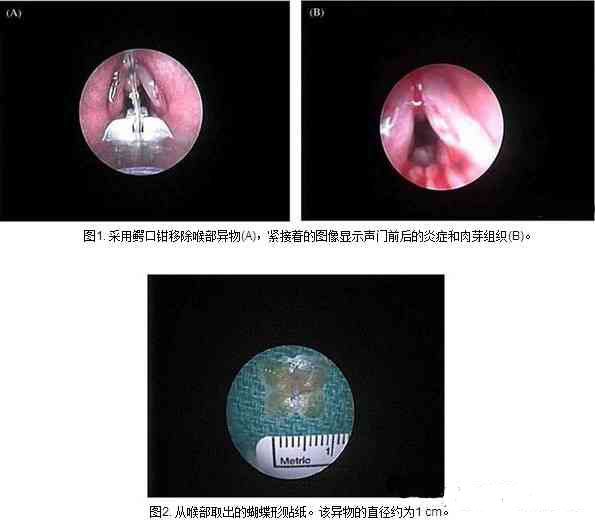 (A)
(B)
图1. 采用鳄口钳移除喉部异物(A)，紧接着的图像显示声门前后的炎症和肉芽组织(B)。
1
Metric
图2. 从喉部取出的蝴蝶形贴纸。该异物的直径约为1 cm。